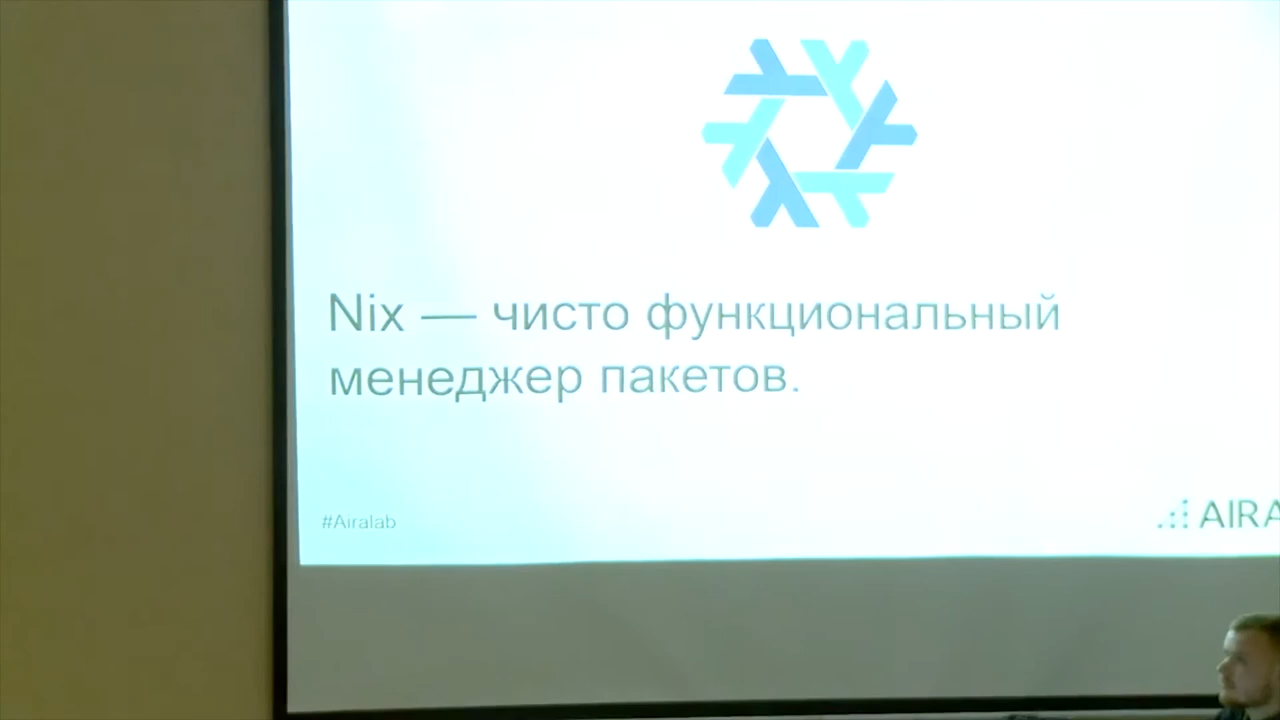 Nix — чисто функциональный
менеджер пакетов.
#Airalab
AIRA